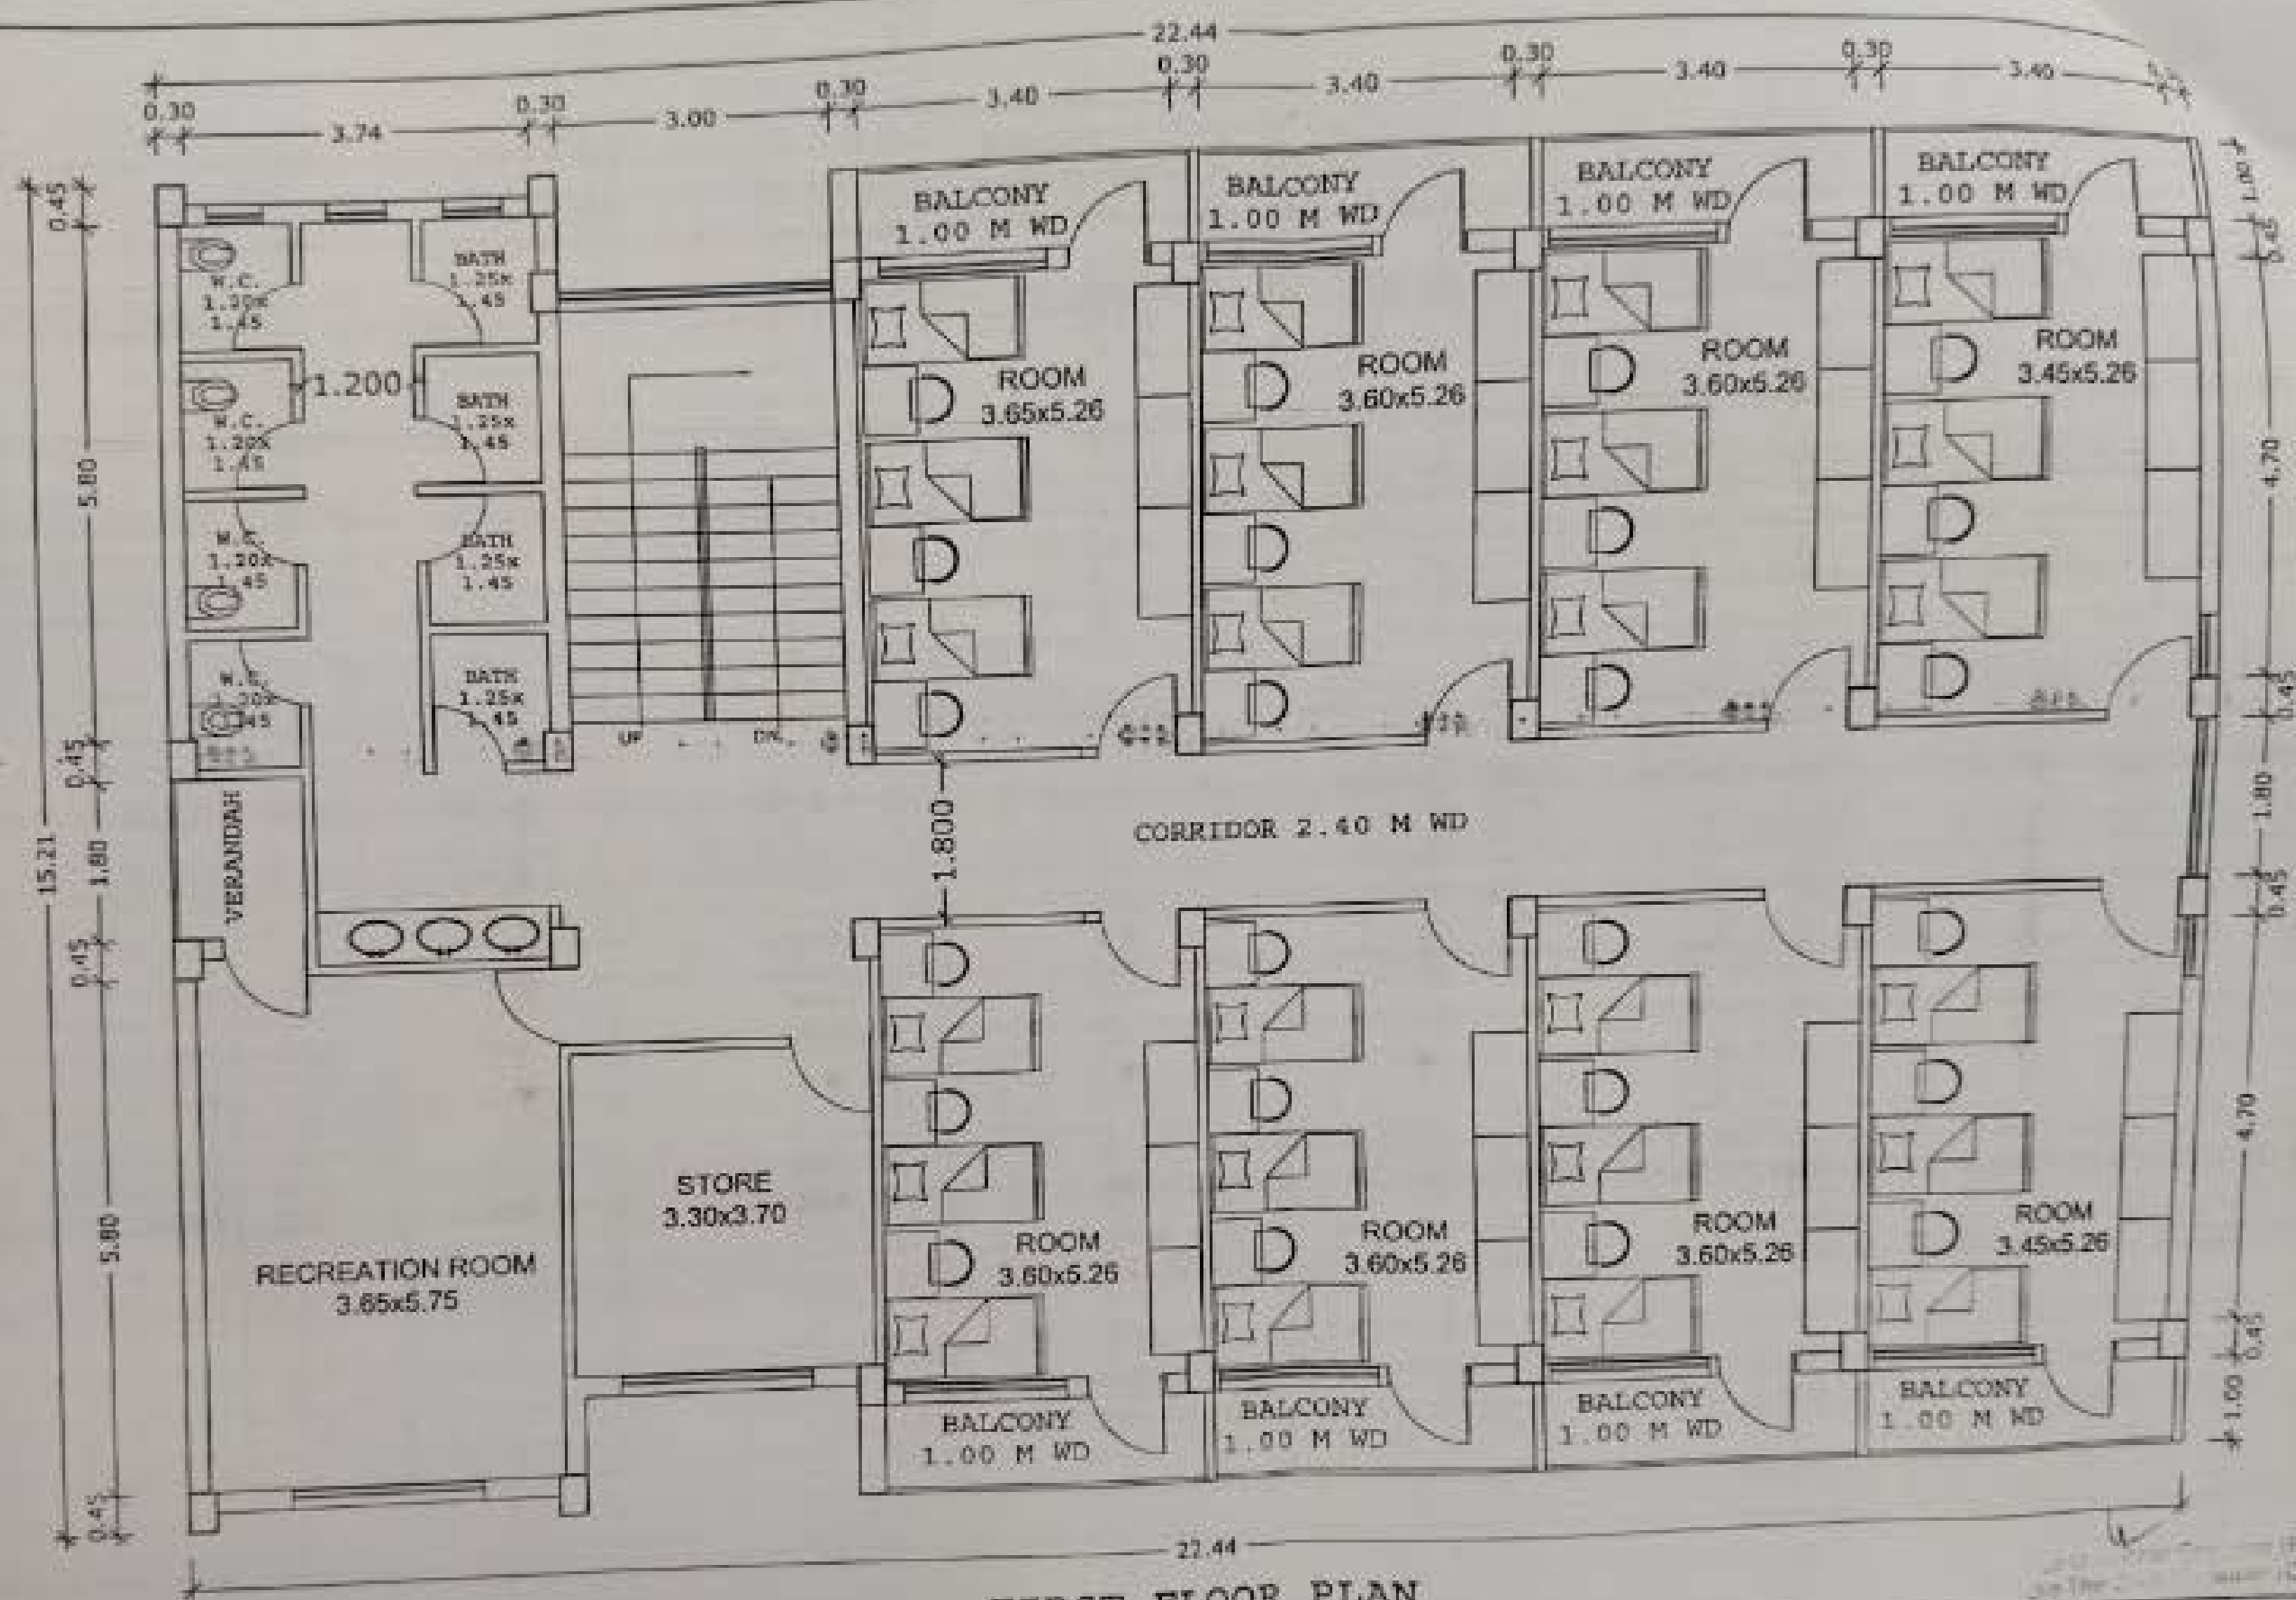 22.44
0.30
3.74
0.30
3.00
0.30
3.40
0.30
3.40
0.30
3.40
0.30
3.40
0.45
5.80
0.45
1.80
0.45
5.80
0.45
15.21
1.00
0.45
4.70
0.45
1.80
0.45
4.70
0.45
1.00
W.C.
1.20x
1.45
BATH
1.25x
1.45
1.200
W.C.
1.20x
1.45
BATH
1.25x
1.45
W.C.
1.20x
1.45
BATH
1.25x
1.45
W.C.
BATH
1.25x
1.45
UP
DN.
BALCONY
1.00 M WD
BALCONY
1.00 M WD
BALCONY
1.00 M WD
BALCONY
1.00 M WD
ROOM
3.65x5.26
ROOM
3.60x5.26
ROOM
3.60x5.26
ROOM
3.45x5.26
VERANDAH
1.800
CORRIDOR 2.40 M WD
RECREATION ROOM
3.65x5.75
STORE
3.30x3.70
ROOM
3.60x5.26
ROOM
3.60x5.26
ROOM
3.60x5.26
ROOM
3.45x5.26
BALCONY
1.00 M WD
BALCONY
1.00 M WD
BALCONY
1.00 M WD
BALCONY
1.00 M WD
22.44
FIRST FLOOR PLAN